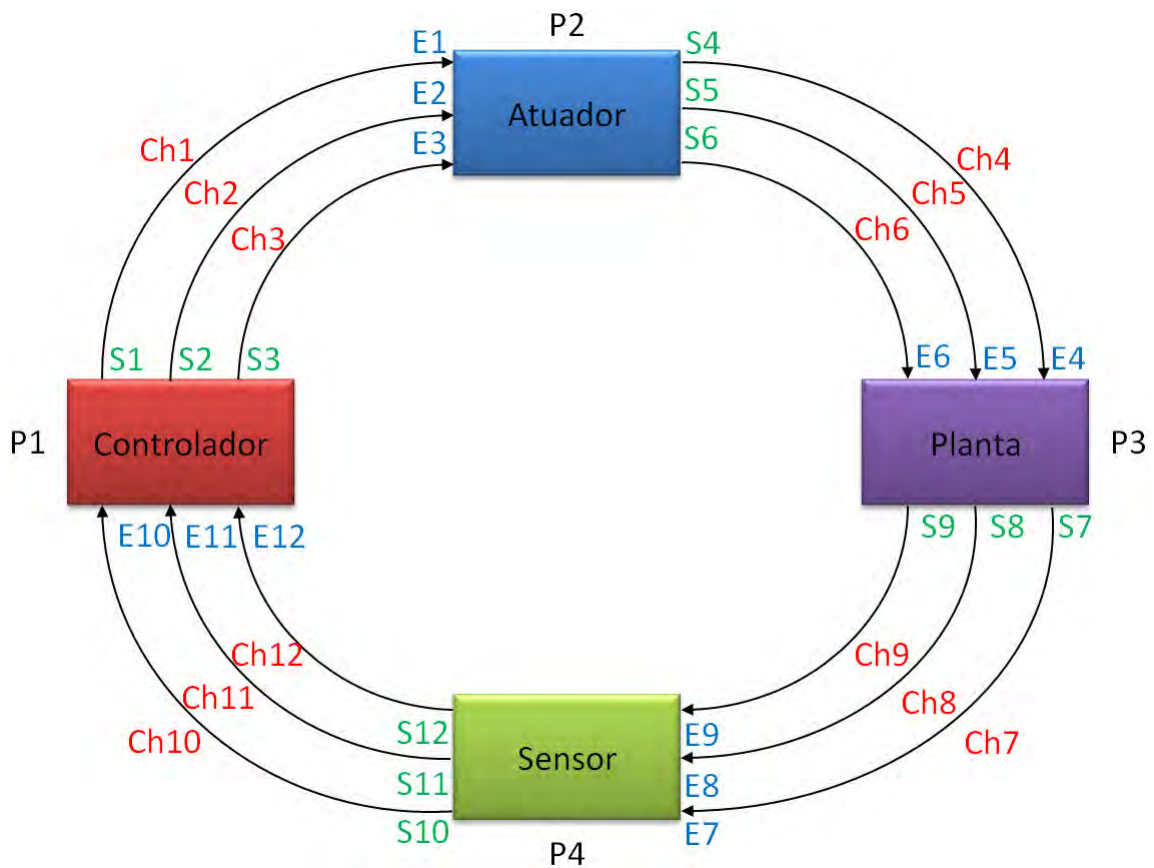 P2
E1
S4
E2
Atuador
S5
E3
S6
Ch1
Ch4
Ch2
Ch5
Ch3
Ch6
S1 S2 S3
E6 E5 E4
P1
Controlador
Planta
P3
E10 E11 E12
S9 S8 S7
Ch12
Ch9
Ch11
Ch8
Ch10
Ch7
S12
E9
Sensor
S11
E8
S10
E7
P4